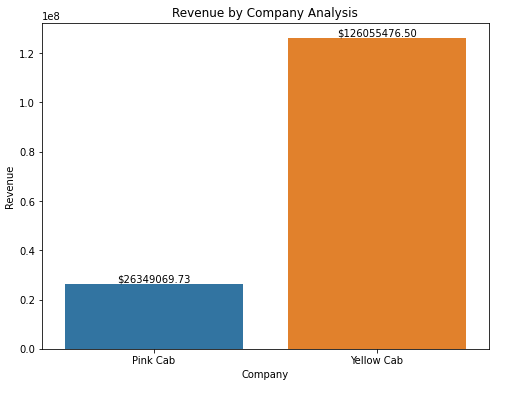 Revenue by Company Analysis
1e8
$126055476.50
1.2
1.0
0.8
Revenue
0.6
0.4
$26349069.73
0.2
0.0
Pink Cab Yellow Cab
Company